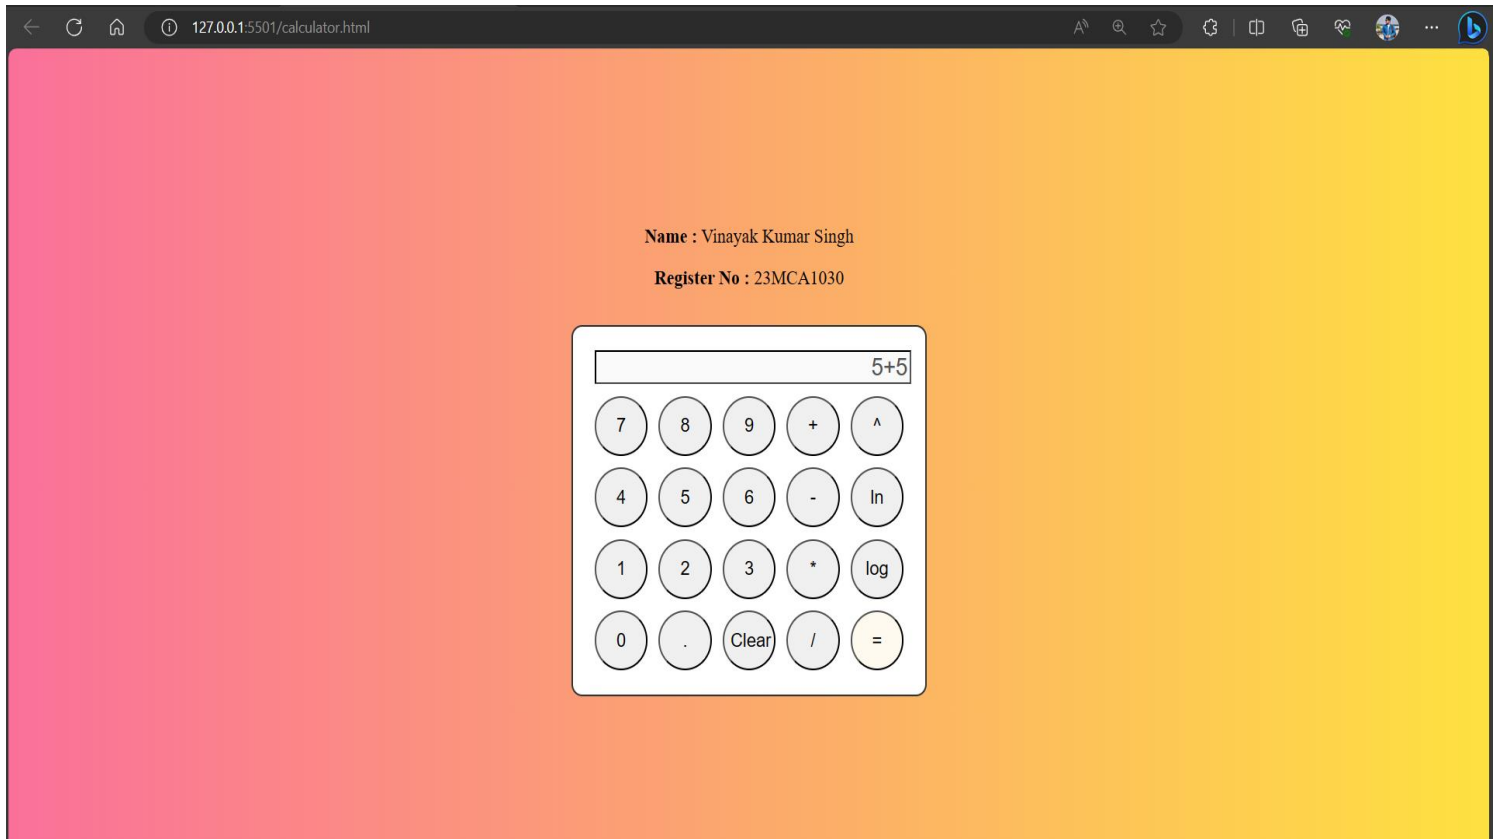 127.0.0.1:5501/calculator.html
Name : Vinayak Kumar Singh
Register No : 23MCA1030
5+5
7 8 9 + ^
4 5 6 - ln
1 2 3 * log
0 . Clear / =